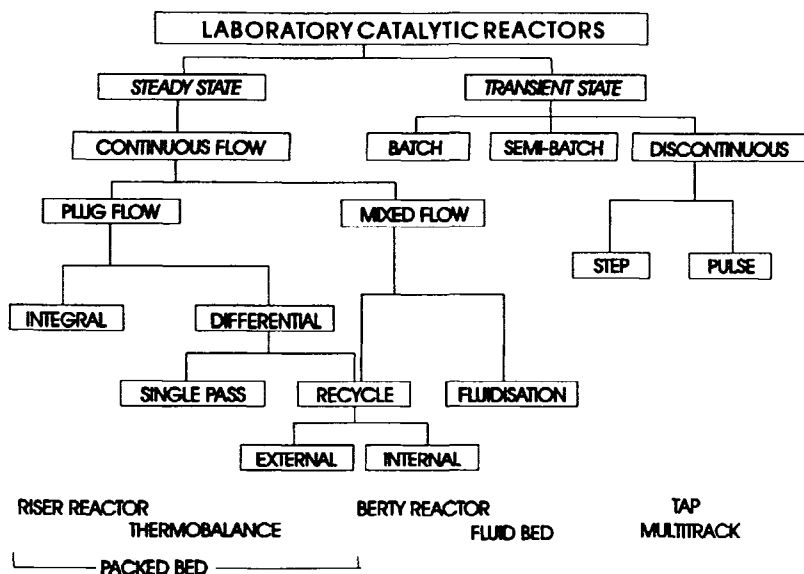 LABORATORY CATALYTIC REACTORS
STEADY STATE
TRANSIENT STATE
CONTINUOUS FLOW
BATCH
SEMI-BATCH
DISCONTINUOUS
PLUG FLOW
MIXED FLOW
STEP
PULSE
INTEGRAL
DIFFERENTIAL
SINGLE PASS
RECYCLE
FLUIDISATION
EXTERNAL
INTERNAL
RISER REACTOR
BERTY REACTOR
TAP
THERMOBALANCE
FLUID BED
MULTITRACK
PACKED BED